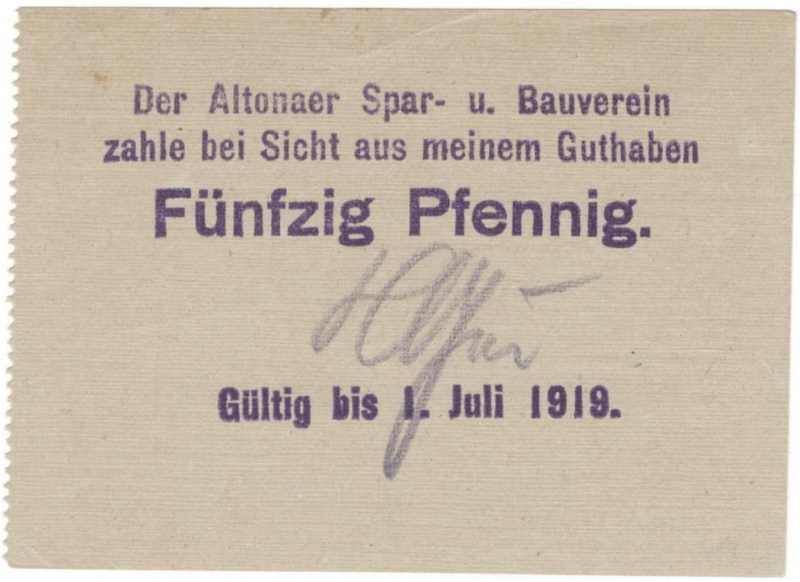 Der Altonaer Spar- u. Bauverein
zahle bei Sicht aus meinem Guthaben
Fünfzig Pfennig.
Gültig bis 1. Juli 1919.